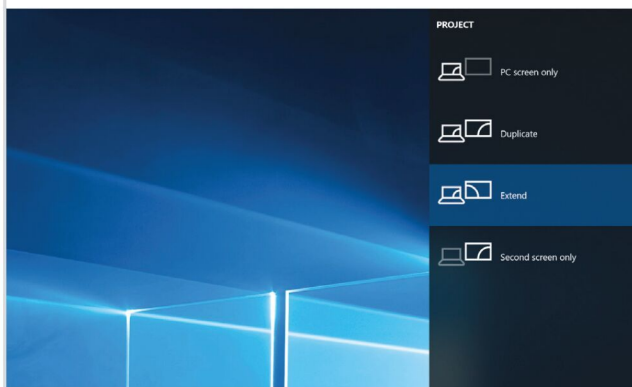 PROJECT
PC screen only
Duplicate
Extend
Second screen only